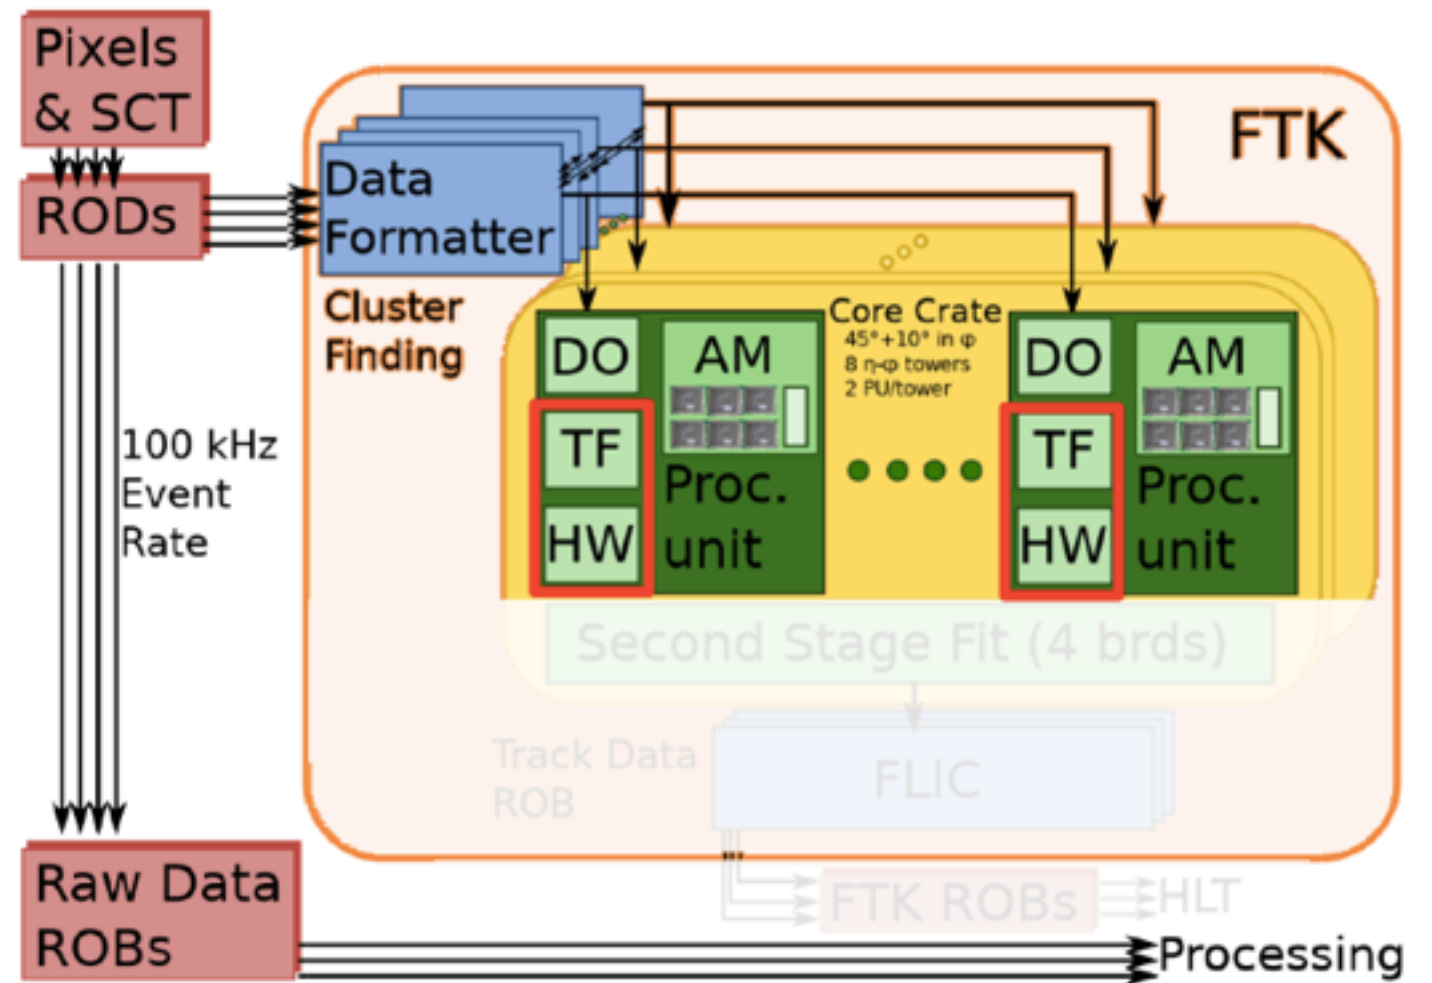 Pixels
& SCT
RODs
100 kHz
Event
Rate
Raw Data
ROBs
FTK
Data
Formatter
Cluster
Finding
Core Crate
45°+10° in φ
8 η-φ towers
2 PU/tower
DO
AM
TF
HW
Proc.
unit
DO
AM
TF
HW
Proc.
unit
Second Stage Fit (4 brds)
Track Data
ROB
FLIC
FTK ROBs
HLT
Processing